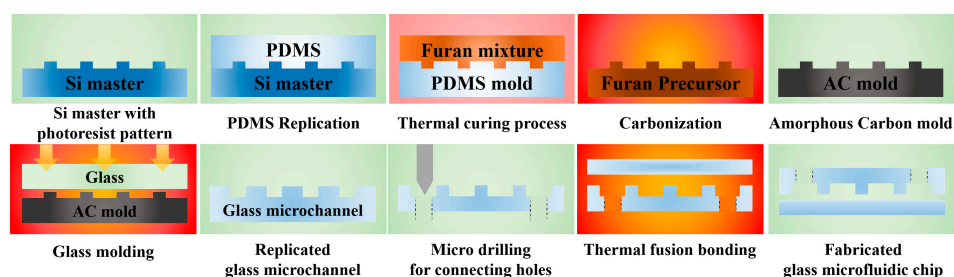 PDMS
Furan mixture
Si master
Si master
PDMS mold
Furan Precursor
AC mold
Si master with
photoresist pattern
PDMS Replication
Thermal curing process
Carbonization
Amorphous Carbon mold
Glass
AC mold
Glass microchannel
Glass molding
Replicated
glass microchannel
Micro drilling
for connecting holes
Thermal fusion bonding
Fabricated
glass microfluidic chip